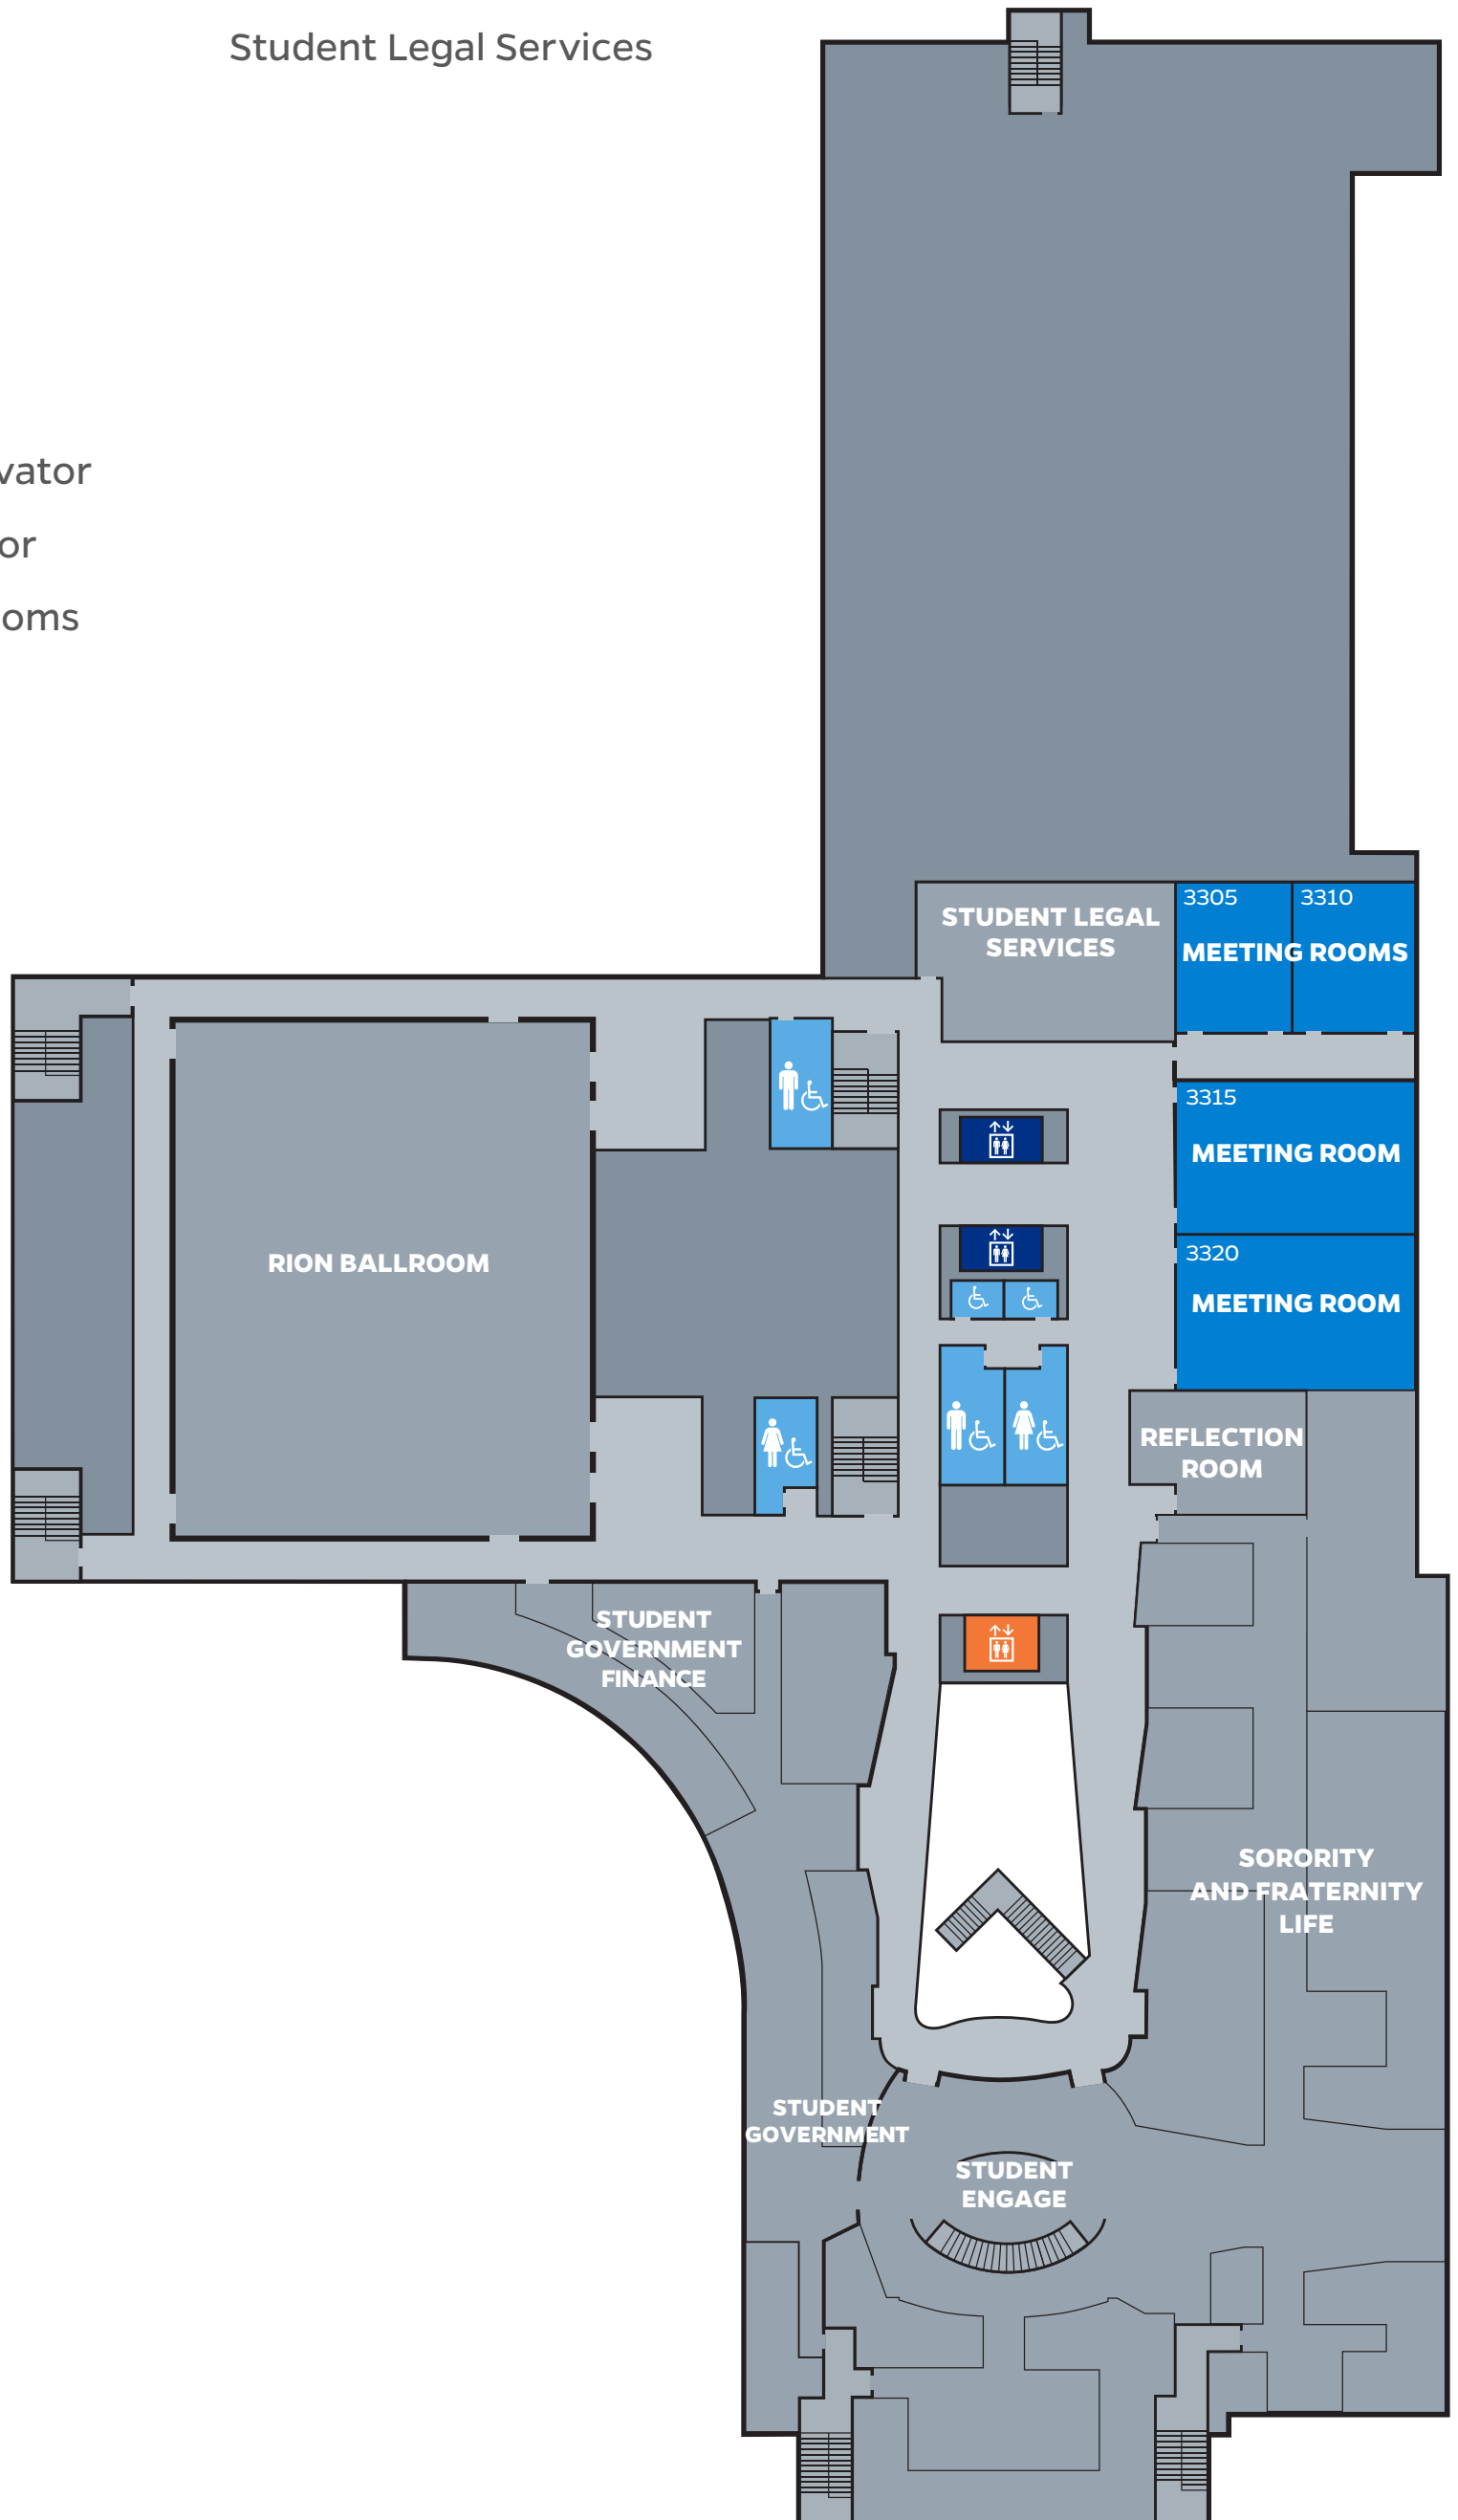 Student Legal Services
vator
or
oms
3305
3310
STUDENT LEGAL
SERVICES
MEETING ROOMS
3315
MEETING ROOM
RION BALLROOM
3320
MEETING ROOM
REFLECTION
ROOM
STUDENT
GOVERNMENT
FINANCE
SORORITY
AND FRATERNITY
LIFE
STUDENT
GOVERNMENT
STUDENT
ENGAGE